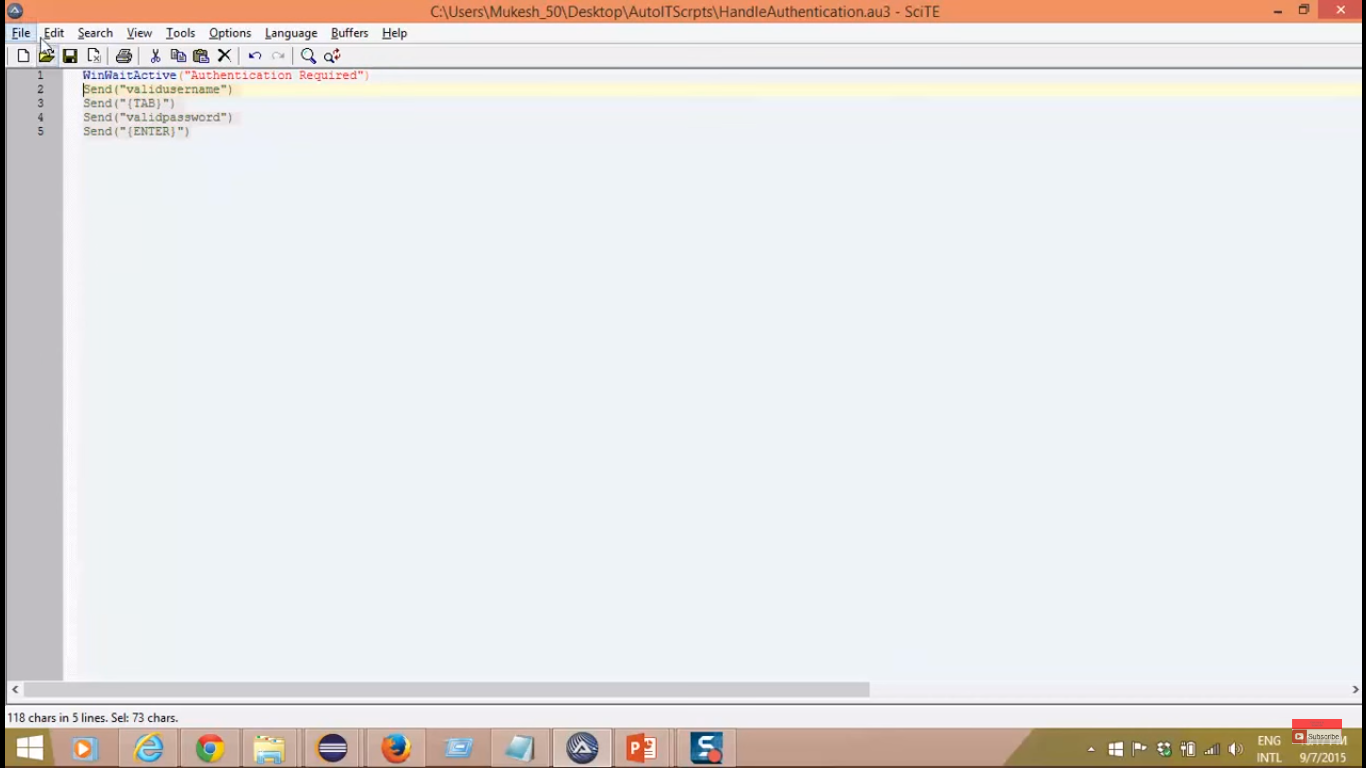 C:\Users\Mukesh_50\Desktop\AutoITScrpts\HandleAuthentication.au3 - SciTE
File Edit Search View Tools Options Language Buffers Help
1 WinWaitActive("Authentication Required")
2 Send("validusername")
3 Send("{TAB}")
4 Send("validpassword")
5 Send("{ENTER}")
118 chars in 5 lines. Sel: 73 chars.
ENG
INTL
Subscribe
9/7/2015